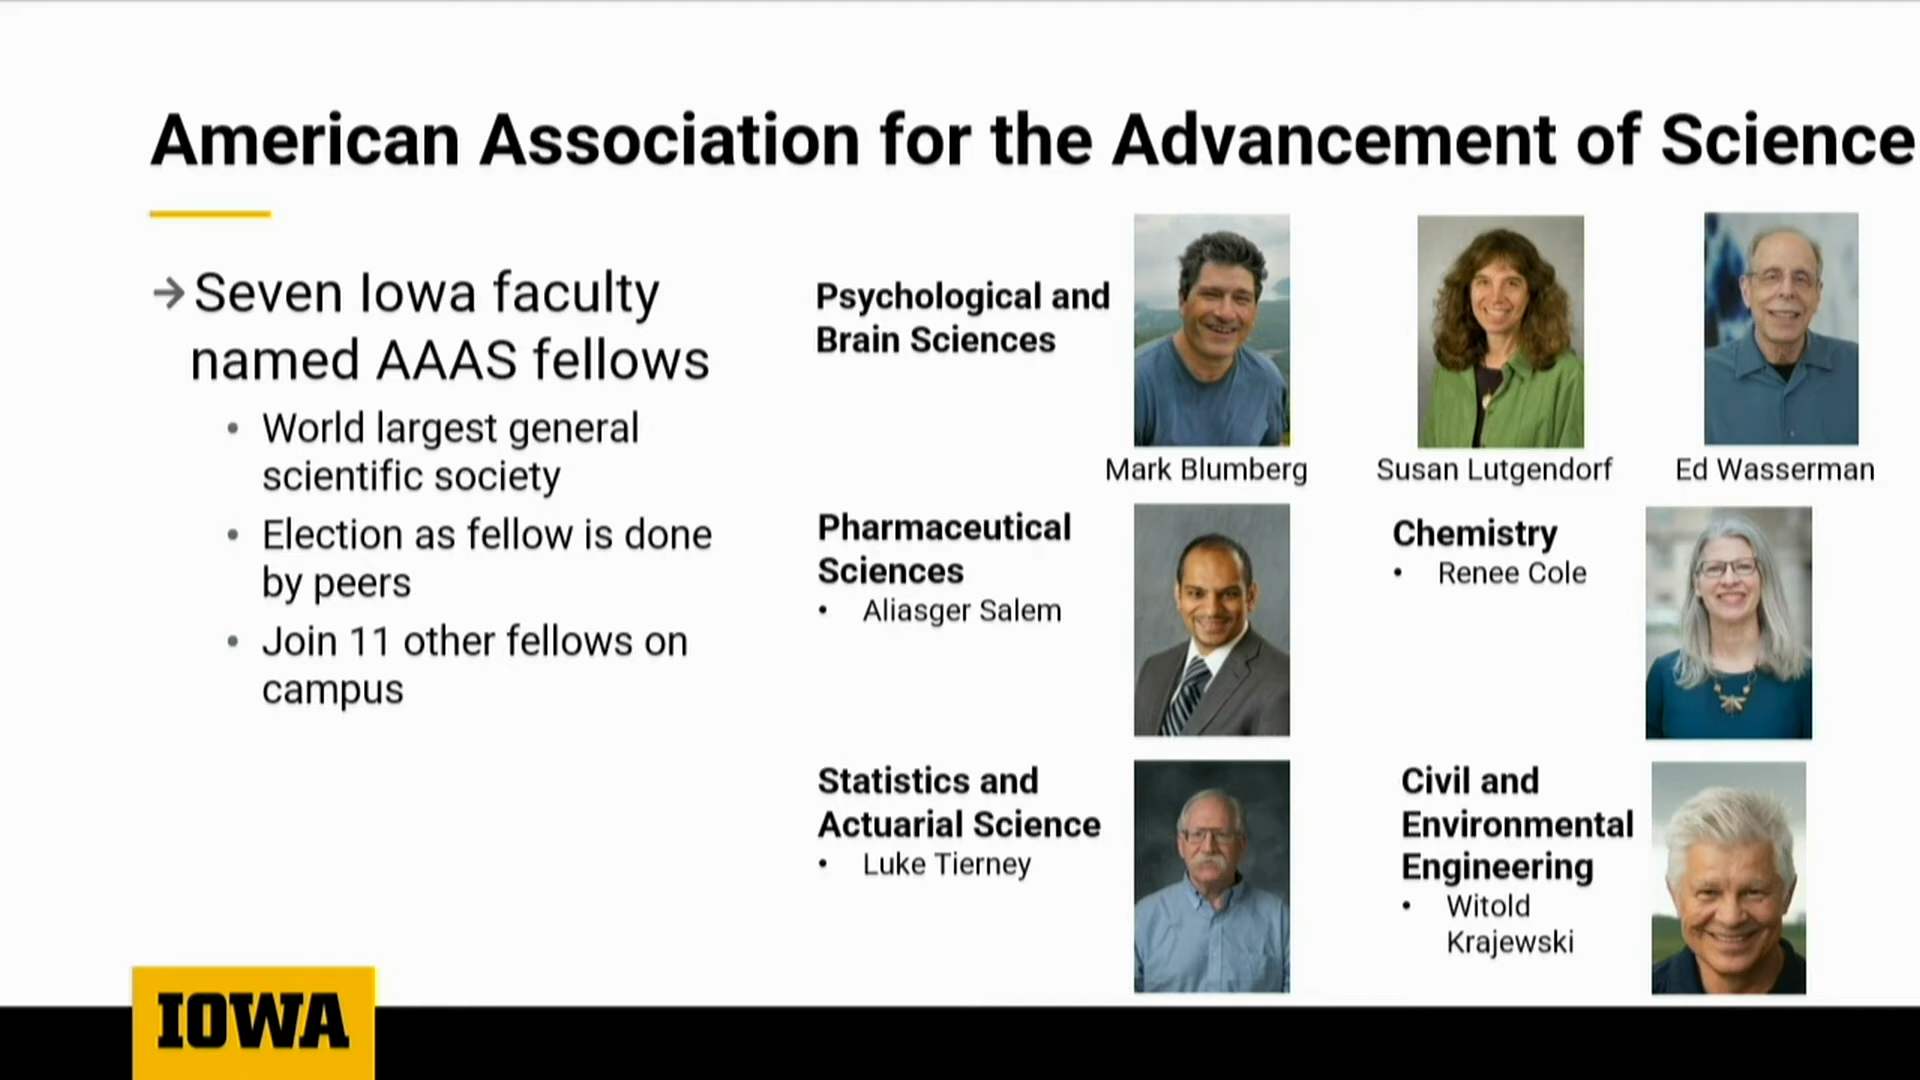 American Association for the Advancement of Science
→ Seven Iowa faculty
named AAAS fellows
• World largest general
scientific society
• Election as fellow is done
by peers
• Join 11 other fellows on
campus
Psychological and
Brain Sciences
Mark Blumberg
Susan Lutgendorf
Ed Wasserman
Pharmaceutical
Sciences
• Aliasger Salem
Chemistry
• Renee Cole
Statistics and
Actuarial Science
• Luke Tierney
Civil and
Environmental
Engineering
• Witold
Krajewski
IOWA